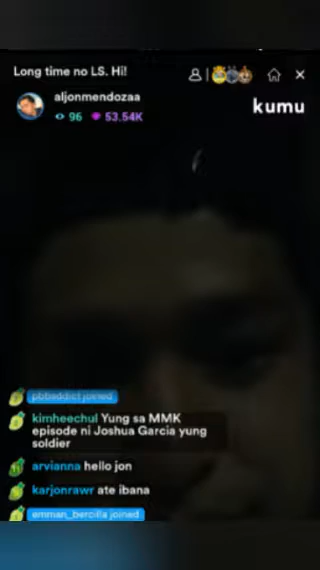 Long time no LS. Hi!
aljonmendozaa
96 53.54K
kumu
pbbaddict joined
kimheechul Yung sa MMK
episode ni Joshua Garcia yung
soldier
arvianna hello jon
karjonrawr ate ibana
emman_bercilla joined